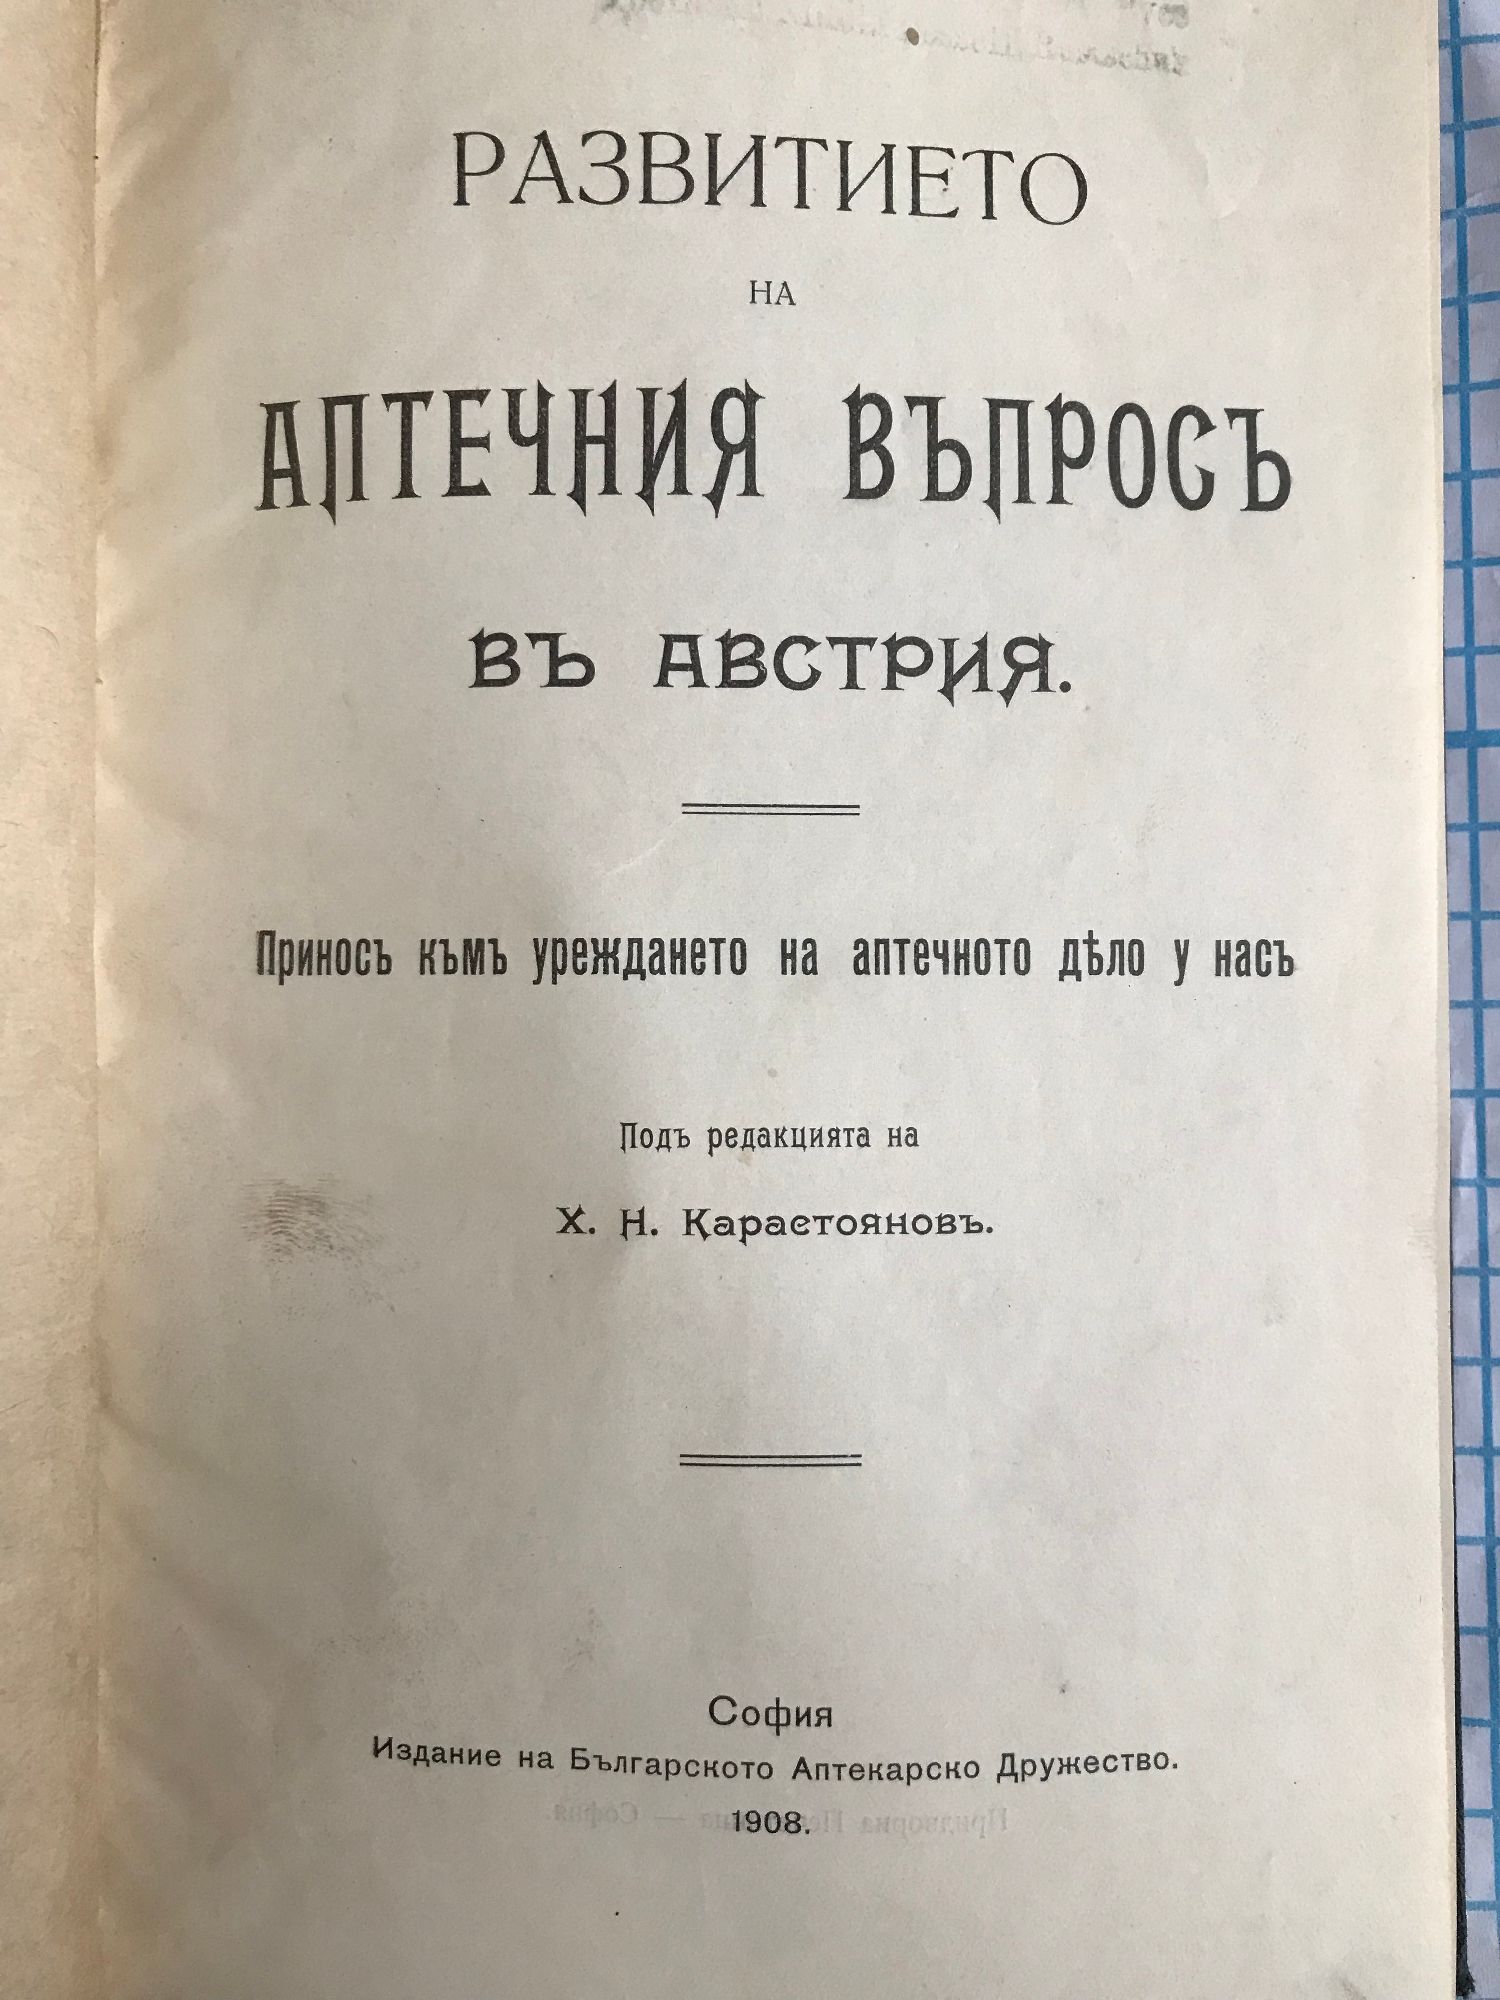 РАЗВИТИЕТО
НА
АПТЕЧНИЯ ВЪПРОСЪ
ВЪ АВСТРИЯ.
Приносъ къмъ уреждането на аптечното дѣло у насъ
Подъ редакцията на
Х. Н. Карастояновъ.
София
Издание на Българското Аптекарско Дружество.
1908.